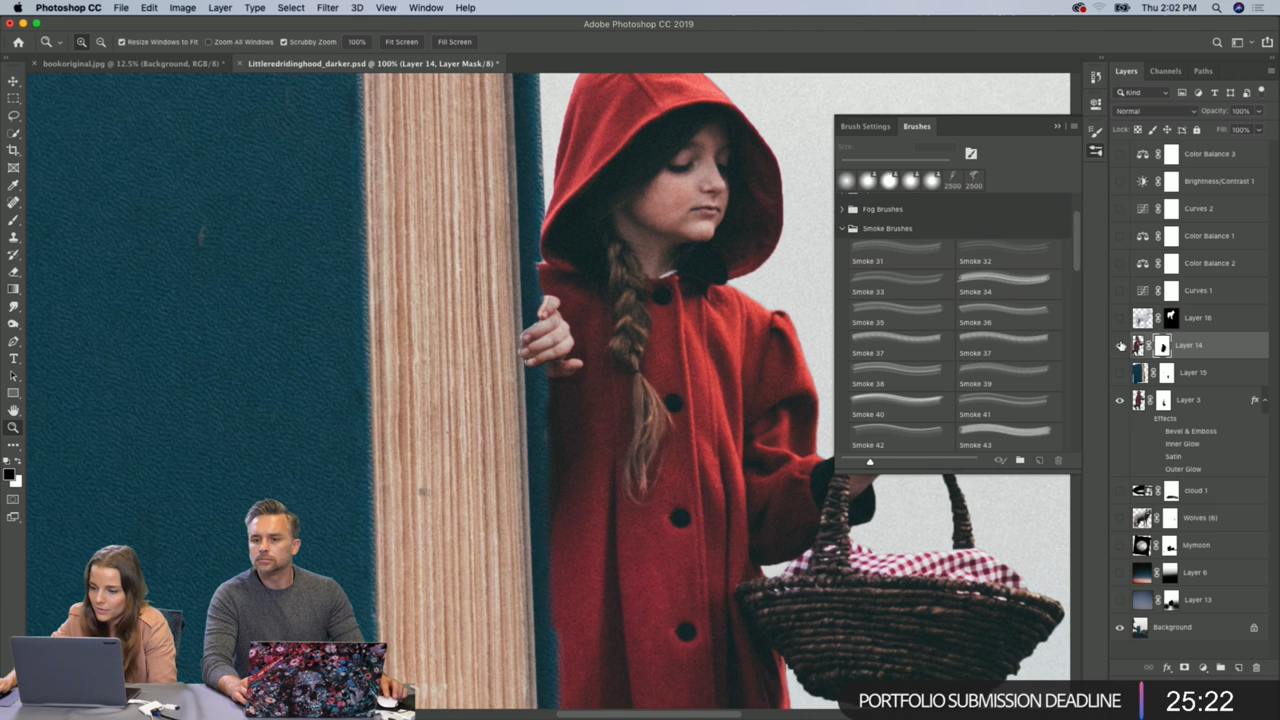 Photoshop CC File Edit Image Layer Type Select Filter 3D View Window Help Thu 2:02 PM
Adobe Photoshop CC 2019
Resize Windows to Fit Zoom All Windows Scrubby Zoom 100% Fit Screen Fill Screen
bookoriginal.jpg @ 12.5% (Background, RGB/8) * Littleredridinghood_darker.psd @ 100% (Layer 14, Layer Mask/8) *
Layers Channels Paths
Kind
Normal Opacity: 100%
Lock: Fill: 100%
Color Balance 3
Brightness/Contrast 1
Curves 2
Color Balance 1
Color Balance 2
Curves 1
Layer 16
Layer 14
Layer 15
Layer 3 fx
Effects
Bevel & Emboss
Inner Glow
Satin
Outer Glow
cloud 1
Wolves (6)
Mymoon
Layer 6
Layer 13
Background
Brush Settings Brushes
Size:
2500 2500
Fog Brushes
Smoke Brushes
Smoke 31 Smoke 32
Smoke 33 Smoke 34
Smoke 35 Smoke 36
Smoke 37 Smoke 37
Smoke 38 Smoke 39
Smoke 40 Smoke 41
Smoke 42 Smoke 43
PORTFOLIO SUBMISSION DEADLINE 25:22